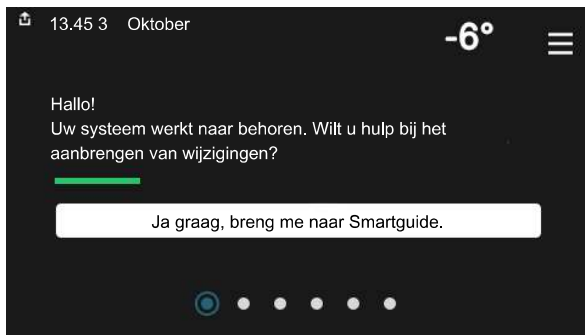 13.45 3 Oktober
-6°
Hallo!
Uw systeem werkt naar behoren. Wilt u hulp bij het
aanbrengen van wijzigingen?
Ja graag, breng me naar Smartguide.